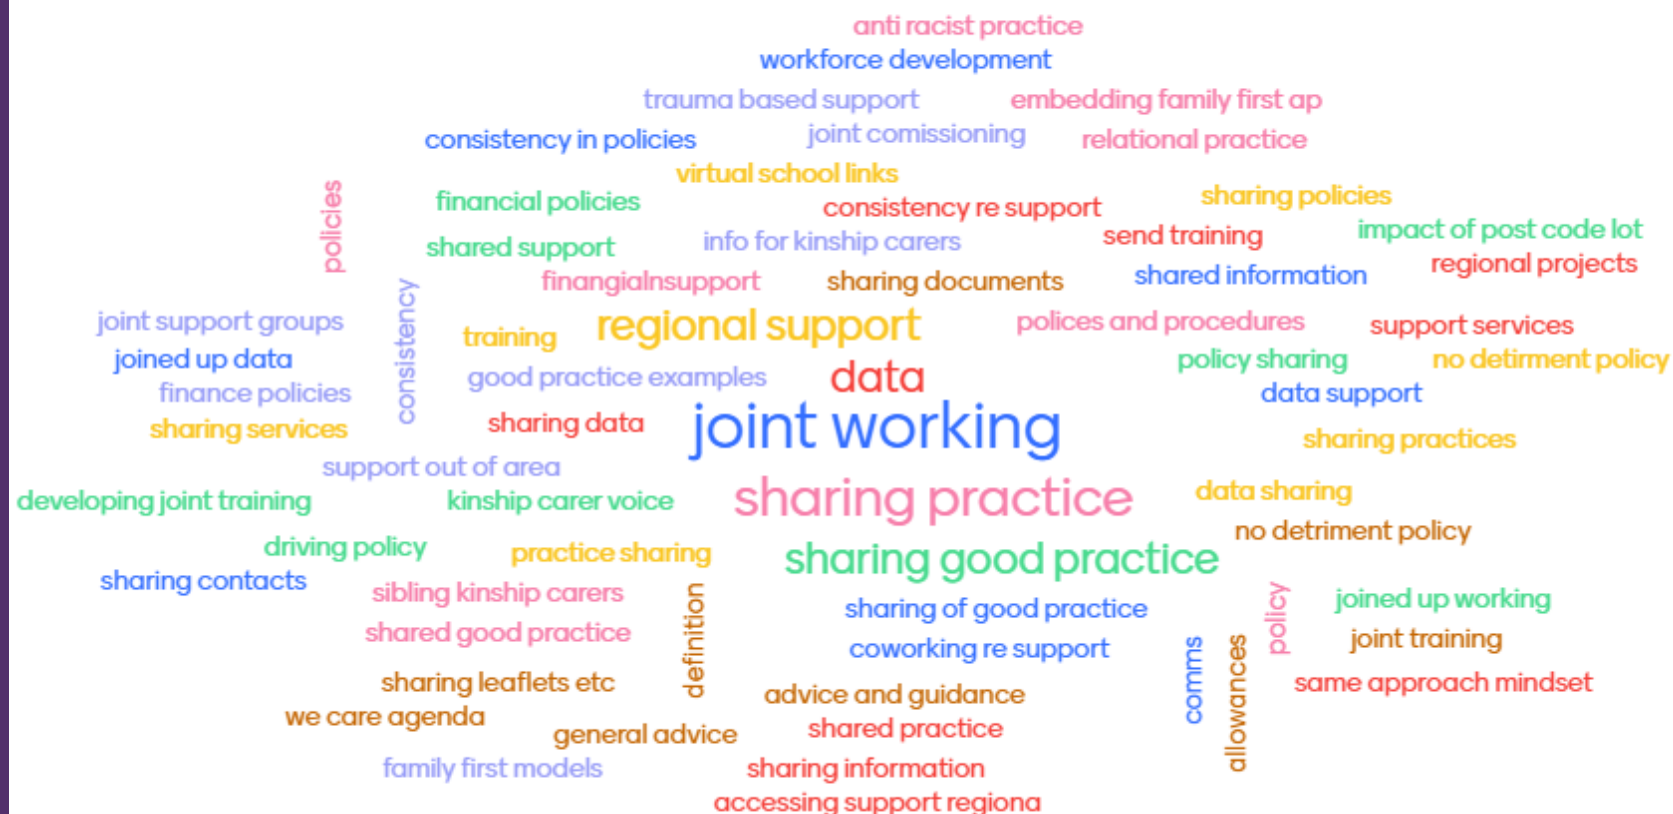 anti racist practice
workforce development
trauma based support
embedding family first ap
consistency in policies
joint comissioning
relational practice
virtual school links
policies
financial policies
consistency re support
sharing policies
shared support
info for kinship carers
send training
impact of post code lot
regional projects
finangialnsupport
sharing documents
shared information
consistency
joint support groups
training
regional support
polices and procedures
support services
joined up data
good practice examples
data
policy sharing
no detirment policy
finance policies
data support
sharing services
sharing data
joint working
sharing practices
support out of area
developing joint training
kinship carer voice
sharing practice
data sharing
no detriment policy
driving policy
practice sharing
sharing good practice
sharing contacts
sibling kinship carers
definition
sharing of good practice
policy
joined up working
shared good practice
coworking re support
comms
allowances
joint training
sharing leaflets etc
advice and guidance
same approach mindset
we care agenda
general advice
shared practice
family first models
sharing information
accessing support regiona